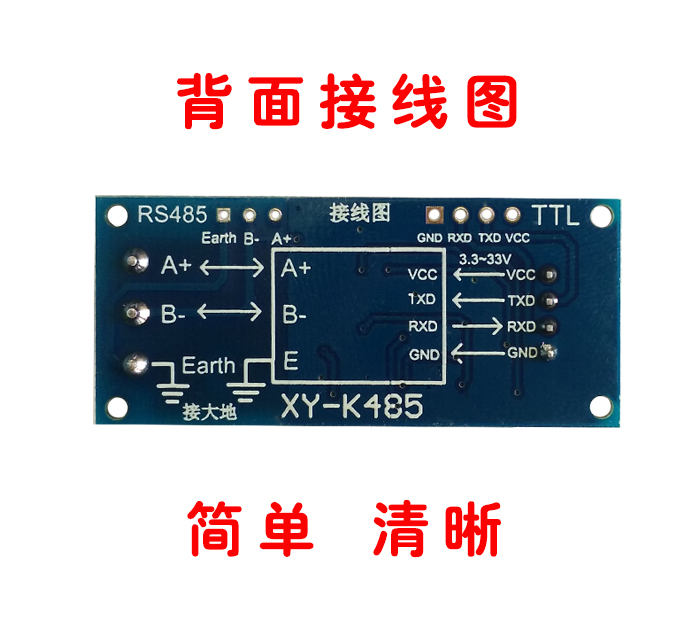 背面接线图
RS485 接线图 TTL
Earth B- A+ GND RXD TXD VCC
3.3~33V
A+ A+ VCC VCC
TXD TXD
B- B- RXD RXD
Earth E GND GND
接大地 XY-K485
简单 清晰